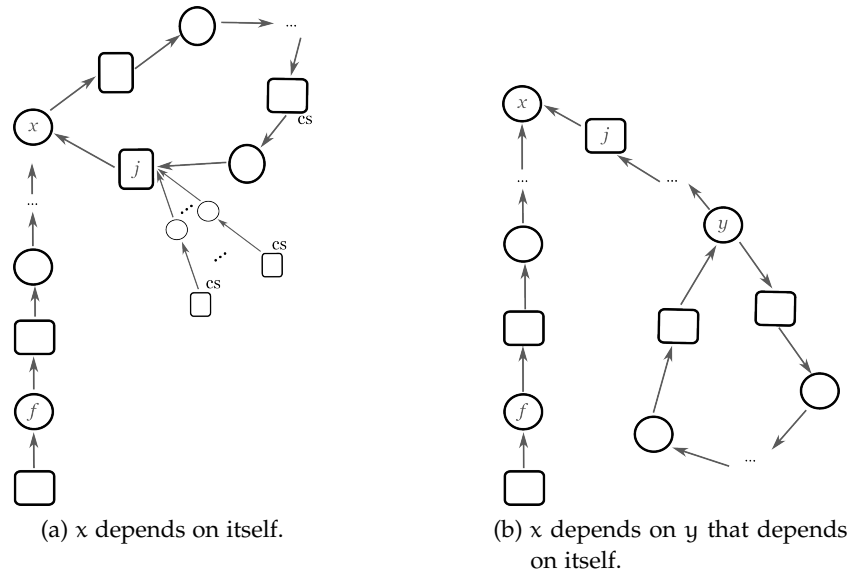 ...
x
cs
j
...
...
cs
...
cs
f
(a) x depends on itself.
x
j
...
...
y
f
...
(b) x depends on y that depends
on itself.